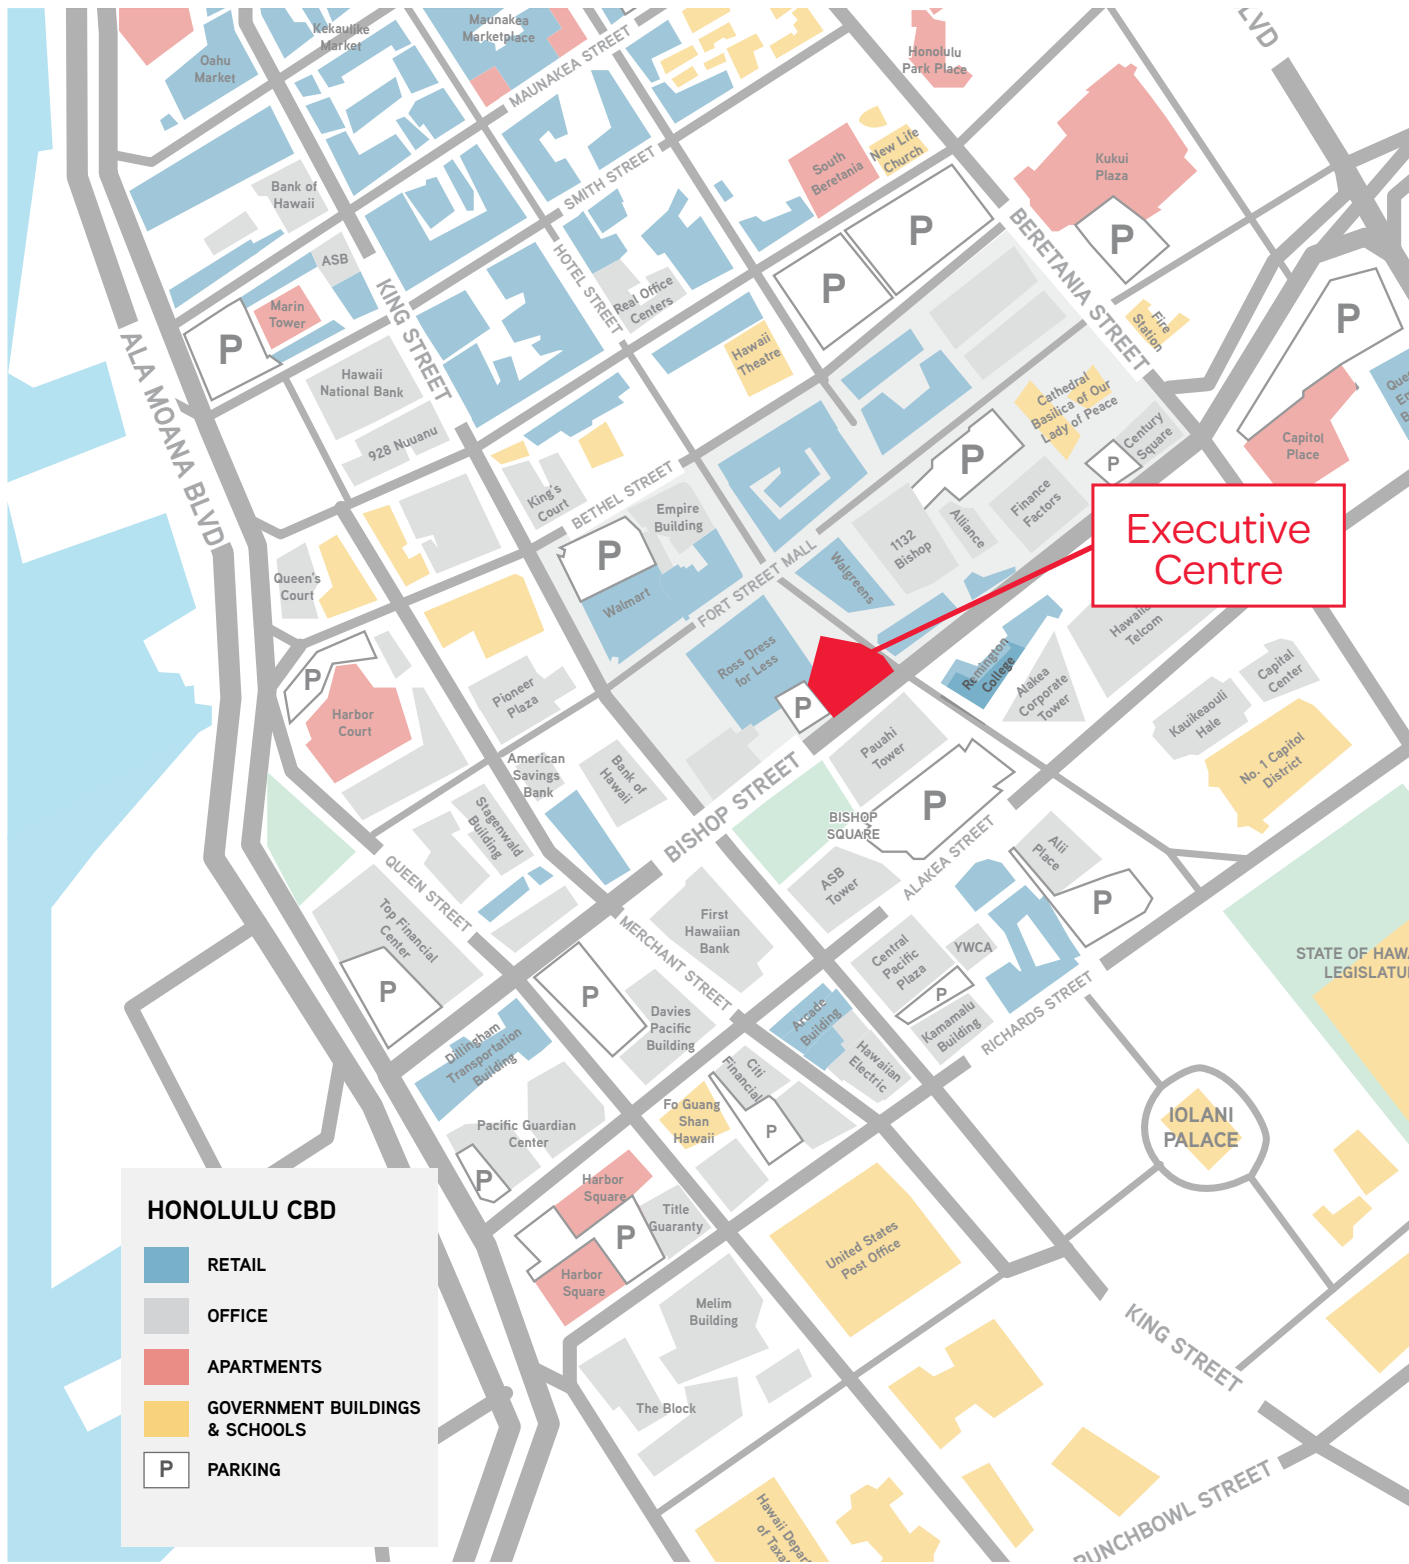 Oahu
Market
Kekaulike
Market
Maunakea
Marketplace
MAUNAKEA STREET
Honolulu
Park Place
LVD
South
Beretania
New Life
Church
Kukui
Plaza
P
SMITH STREET
Bank of
Hawaii
ASB
Marin
Tower
P
KING STREET
HOTEL STREET
Real Office
Centers
P
P
BERETANIA STREET
Fire
Station
P
ALA MOANA BLVD
Hawaii
National Bank
928 Nuuanu
Hawaii
Theatre
Cathedral
Basilica of Our
Lady of Peace
Century
Square
P
Capitol
Place
P
King's
Court
BETHEL STREET
Empire
Building
P
Walmart
FORT STREET MALL
Walgreens
1132
Bishop
Alliance
Finance
Factors
Executive
Centre
Queen's
Court
P
Harbor
Court
Pioneer
Plaza
Ross Dress
for Less
P
Remington
College
Alakea
Corporate
Tower
Telcom
Capital
Center
Kauikeaouli
Hale
No. 1 Capitol
District
American
Savings
Bank
Bank of
Hawaii
BISHOP STREET
Pauahi
Tower
P
BISHOP
SQUARE
Stagenwald
Building
QUEEN STREET
ASB
Tower
ALAKEA STREET
Alii
Place
P
Top Financial
Center
P
MERCHANT STREET
First
Hawaiian
Bank
Central
Pacific
Plaza
YWCA
P
Kamamalu
Building
RICHARDS STREET
STATE OF HAWA
LEGISLATU
P
Davies
Pacific
Building
Arcade
Building
Hawaiian
Electric
Dillingham
Transportation
Building
Citi
Financial
P
Fo Guang
Shan
Hawaii
Pacific Guardian
Center
P
IOLANI
PALACE
Harbor
Square
P
Title
Guaranty
Harbor
Square
United States
Post Office
Melim
Building
The Block
KING STREET
PUNCHBOWL STREET
Hawaii Depar
of Taxa
HONOLULU CBD
RETAIL
OFFICE
APARTMENTS
GOVERNMENT BUILDINGS
& SCHOOLS
P PARKING